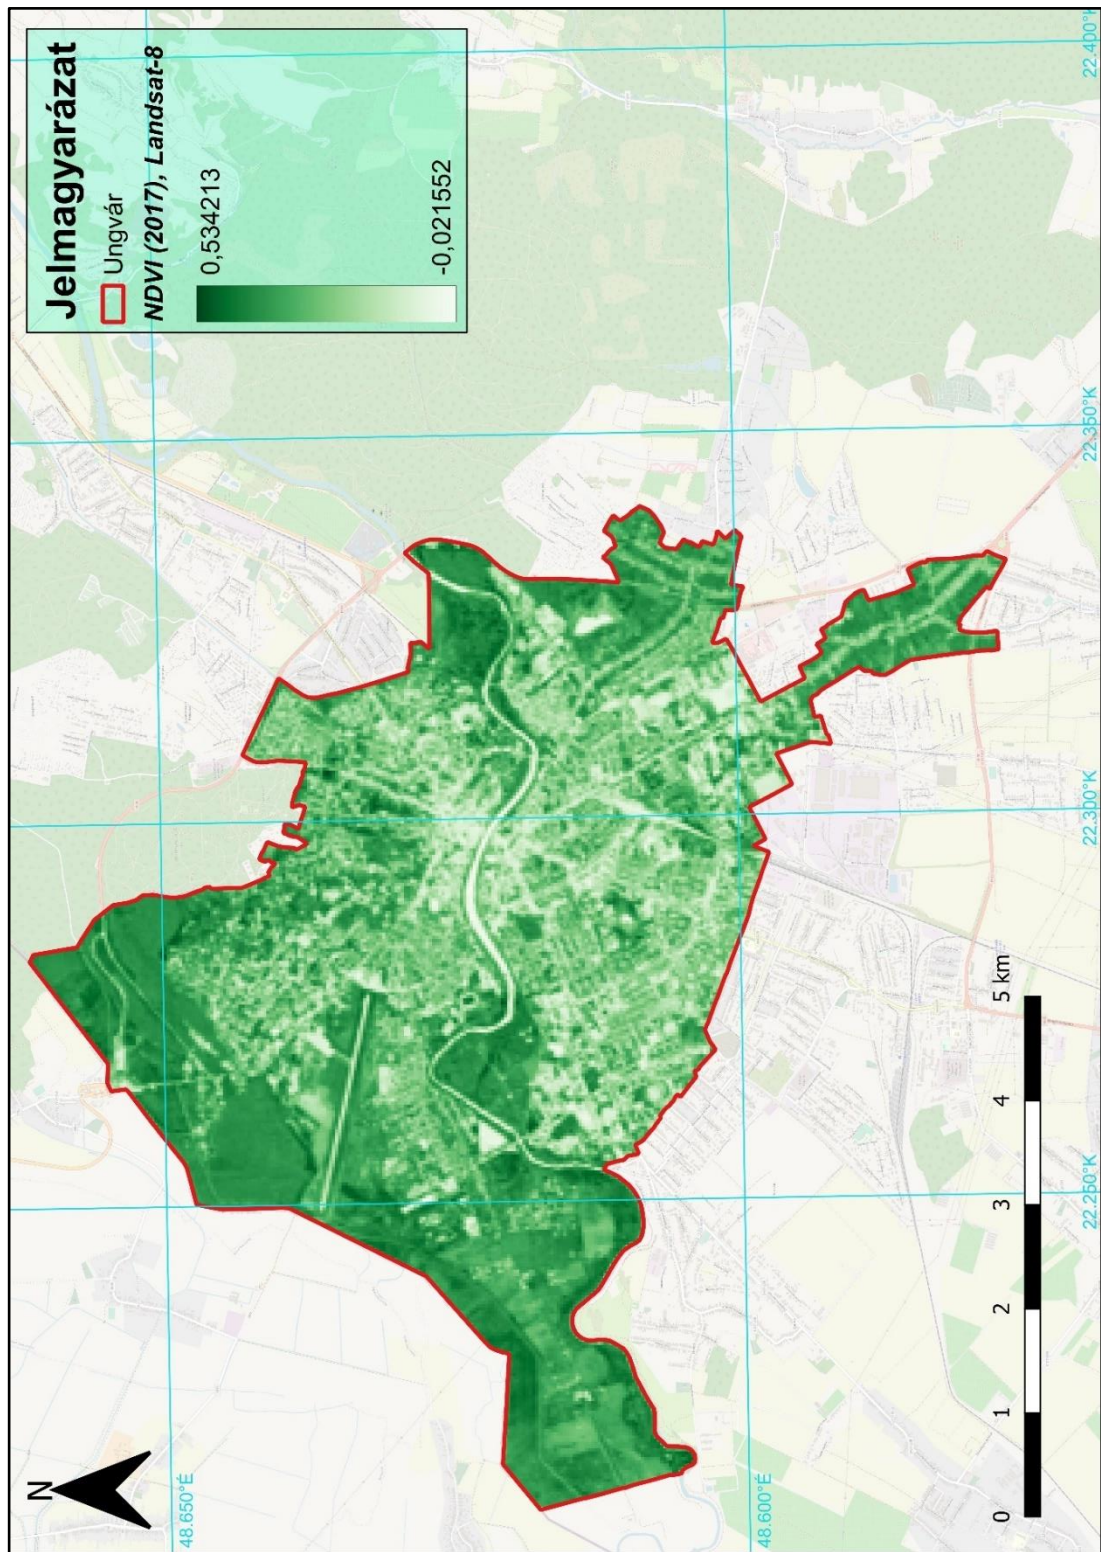 Jelmagyarázat
Ungvár
NDVI (2017), Landsat-8
0,534213
-0,021552
N
48.650°É
48.600°É
22.250°K
22.300°K
22.350°K
22.400°K
0 1 2 3 4 5 km